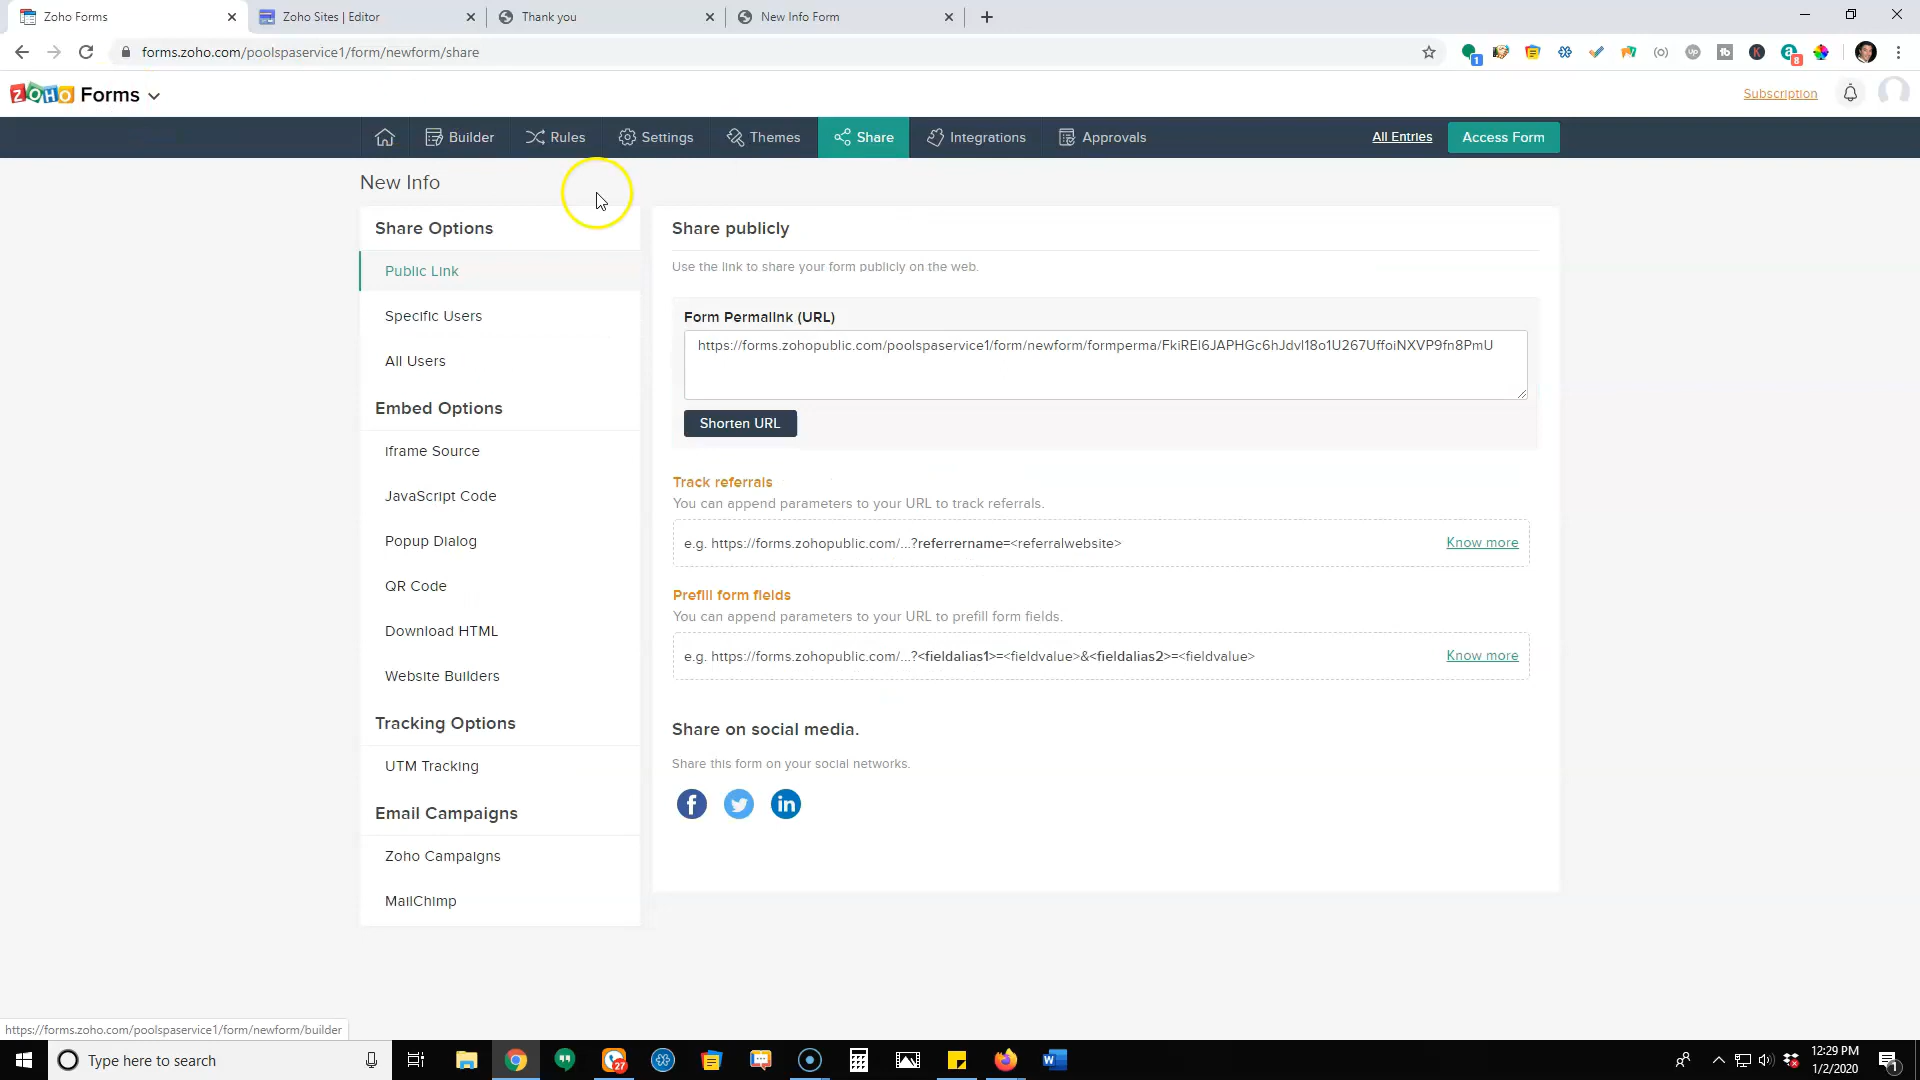 Zoho Forms
Zoho Sites | Editor
Thank you
New Info Form
forms.zoho.com/poolspaservice1/form/newform/share
1
8
ZOHO Forms
Subscription
Builder
Rules
Settings
Themes
Share
Integrations
Approvals
All Entries
Access Form
New Info
Share Options
Public Link
Specific Users
All Users
Embed Options
Iframe Source
JavaScript Code
Popup Dialog
QR Code
Download HTML
Website Builders
Tracking Options
UTM Tracking
Email Campaigns
Zoho Campaigns
MailChimp
Share publicly
Use the link to share your form publicly on the web.
Form Permalink (URL)
https://forms.zohopublic.com/poolspaservice1/form/newform/formperma/FkiREl6JAPHGc6hJdvl18o1U267UffoiNXVP9fn8PmU
Shorten URL
Track referrals
You can append parameters to your URL to track referrals.
e.g. https://forms.zohopublic.com/...?referrername=<referralwebsite>
Know more
Prefill form fields
You can append parameters to your URL to prefill form fields.
e.g. https://forms.zohopublic.com/...?<fieldalias1>=<fieldvalue>&<fieldalias2>=<fieldvalue>
Know more
Share on social media.
Share this form on your social networks.
https://forms.zoho.com/poolspaservice1/form/newform/builder
Type here to search
27
12:29 PM
1/2/2020
1